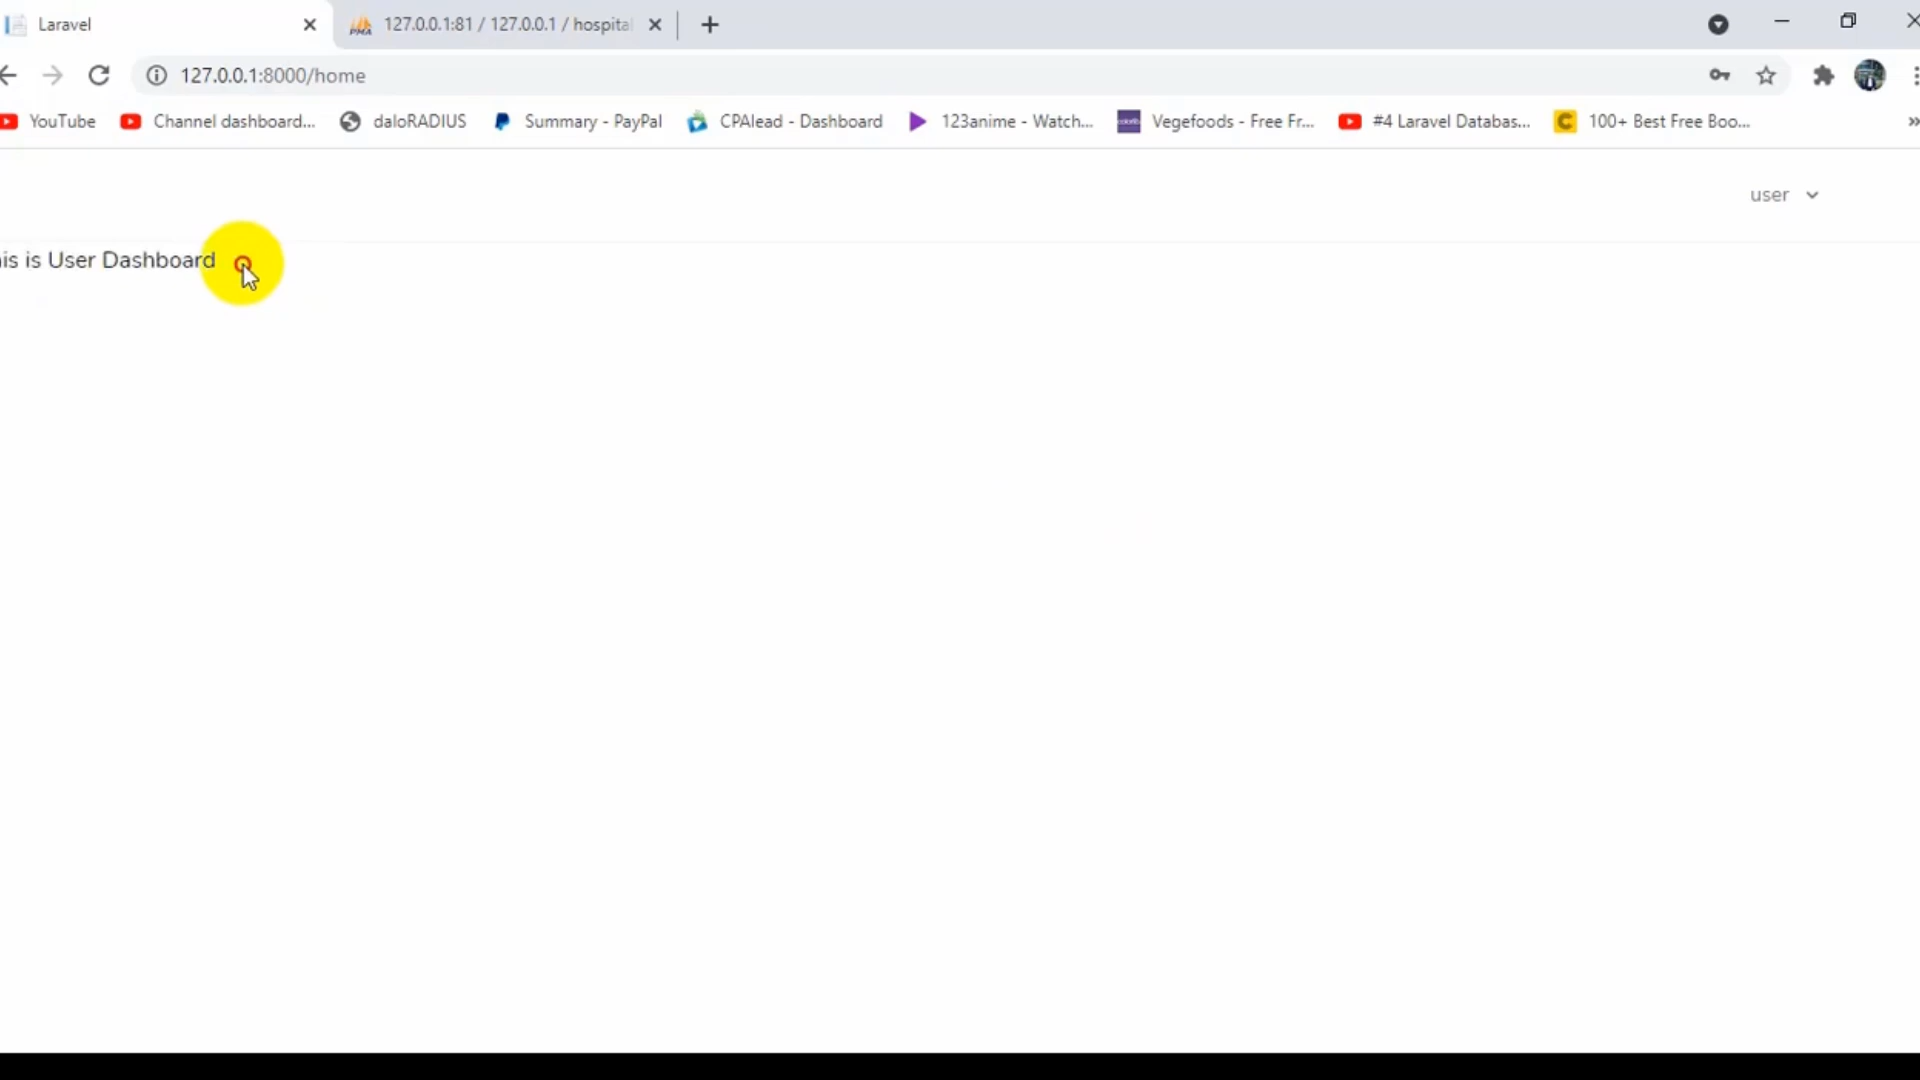 Laravel
127.0.0.1:81 / 127.0.0.1 / hospital
127.0.0.1:8000/home
YouTube Channel dashboard... daloRADIUS Summary - PayPal CPAlead - Dashboard 123anime - Watch... Vegefoods - Free Fr... #4 Laravel Databas... 100+ Best Free Boo... »
user
is is User Dashboard